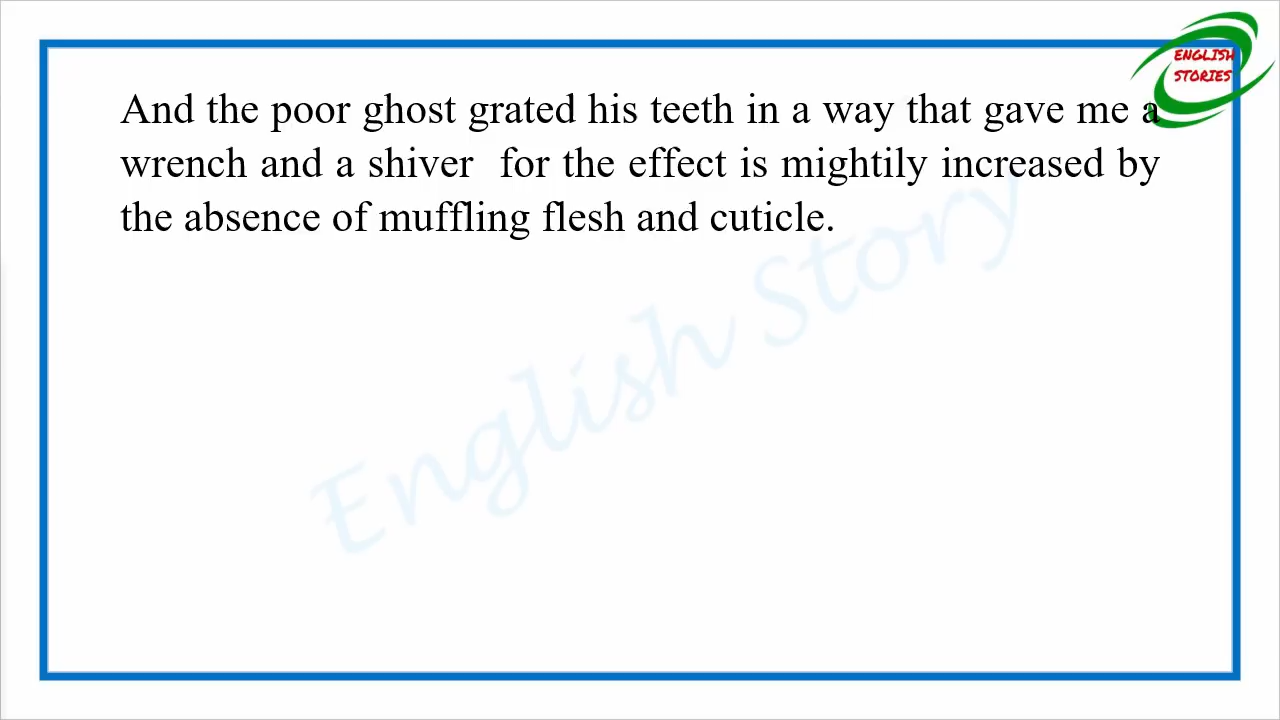 ENGLISH
STORIES
And the poor ghost grated his teeth in a way that gave me a
wrench and a shiver  for the effect is mightily increased by
the absence of muffling flesh and cuticle.
English Story